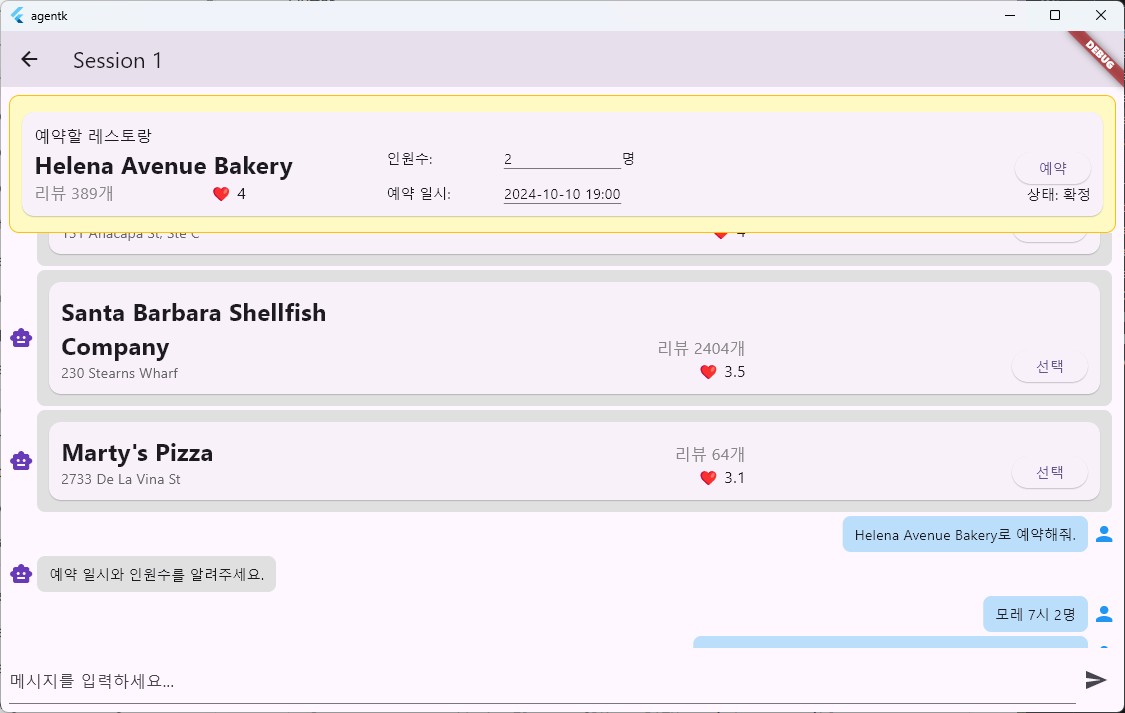 agentk
Session 1
DEBUG
예약할 레스토랑
Helena Avenue Bakery
리뷰 389개
❤️ 4
인원수: 2 명
예약 일시: 2024-10-10 19:00
예약
상태: 확정
Santa Barbara Shellfish
Company
230 Stearns Wharf
리뷰 2404개
❤️ 3.5
선택
Marty's Pizza
2733 De La Vina St
리뷰 64개
❤️ 3.1
선택
Helena Avenue Bakery로 예약해줘.
예약 일시와 인원수를 알려주세요.
모레 7시 2명
메시지를 입력하세요...